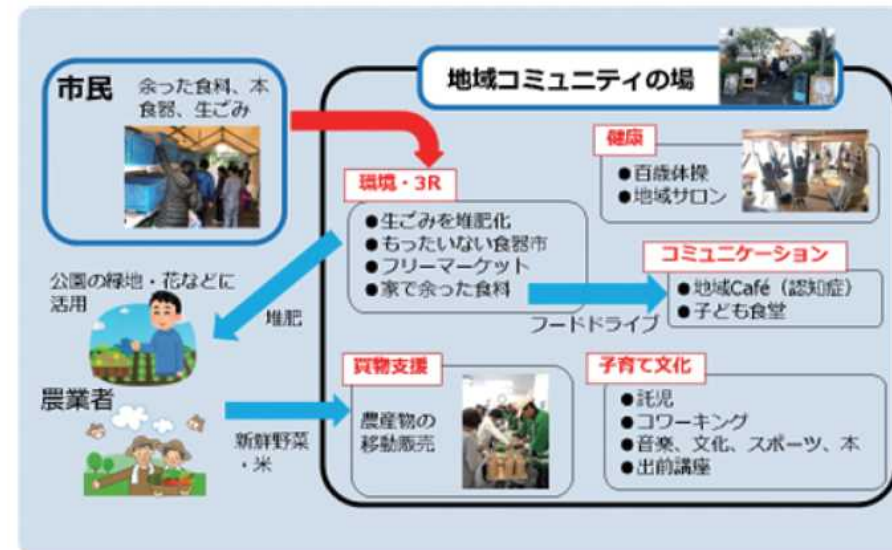 市民
余った食料、本
食器、生ごみ
地域コミュニティの場
健康
●百歳体操
●地域サロン
環境・3R
●生ごみを堆肥化
●もったいない食器市
●フリーマーケット
●家で余った食料
コミュニケーション
●地域Café（認知症）
●子ども食堂
フードドライブ
公園の緑地・花などに
活用
堆肥
農業者
新鮮野菜
・米
買物支援
農産物の
移動販売
子育て文化
●託児
●コワーキング
●音楽、文化、スポーツ、本
●出前講座